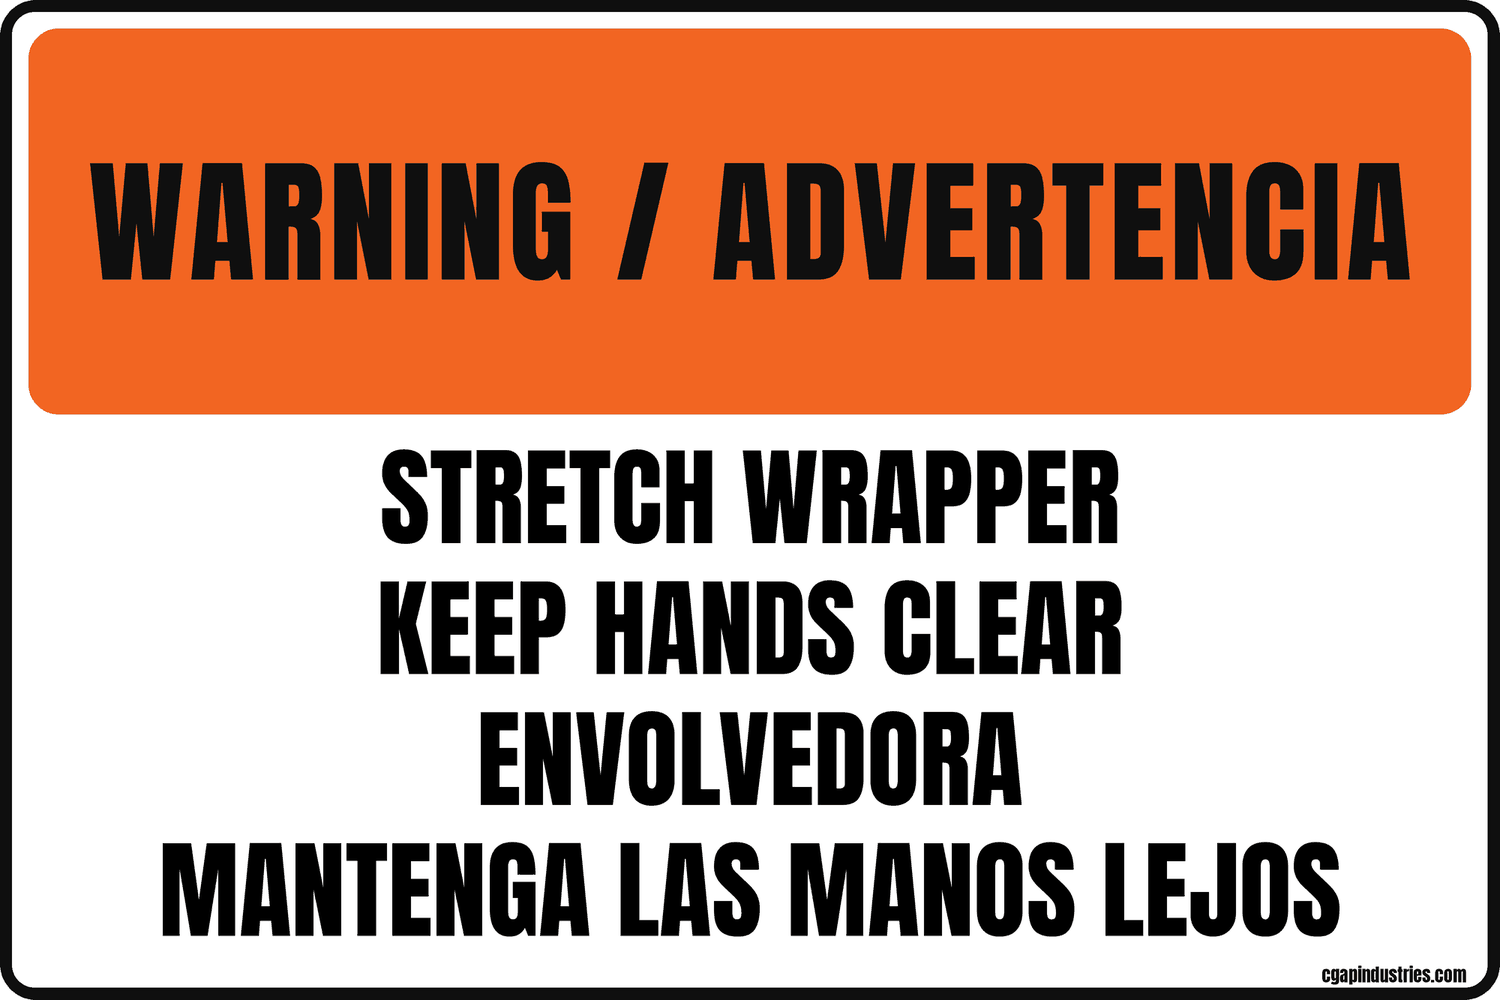 WARNING / ADVERTENCIA
STRETCH WRAPPER
KEEP HANDS CLEAR
ENVOLVEDORA
MANTENGA LAS MANOS LEJOS
cgapindustries.com